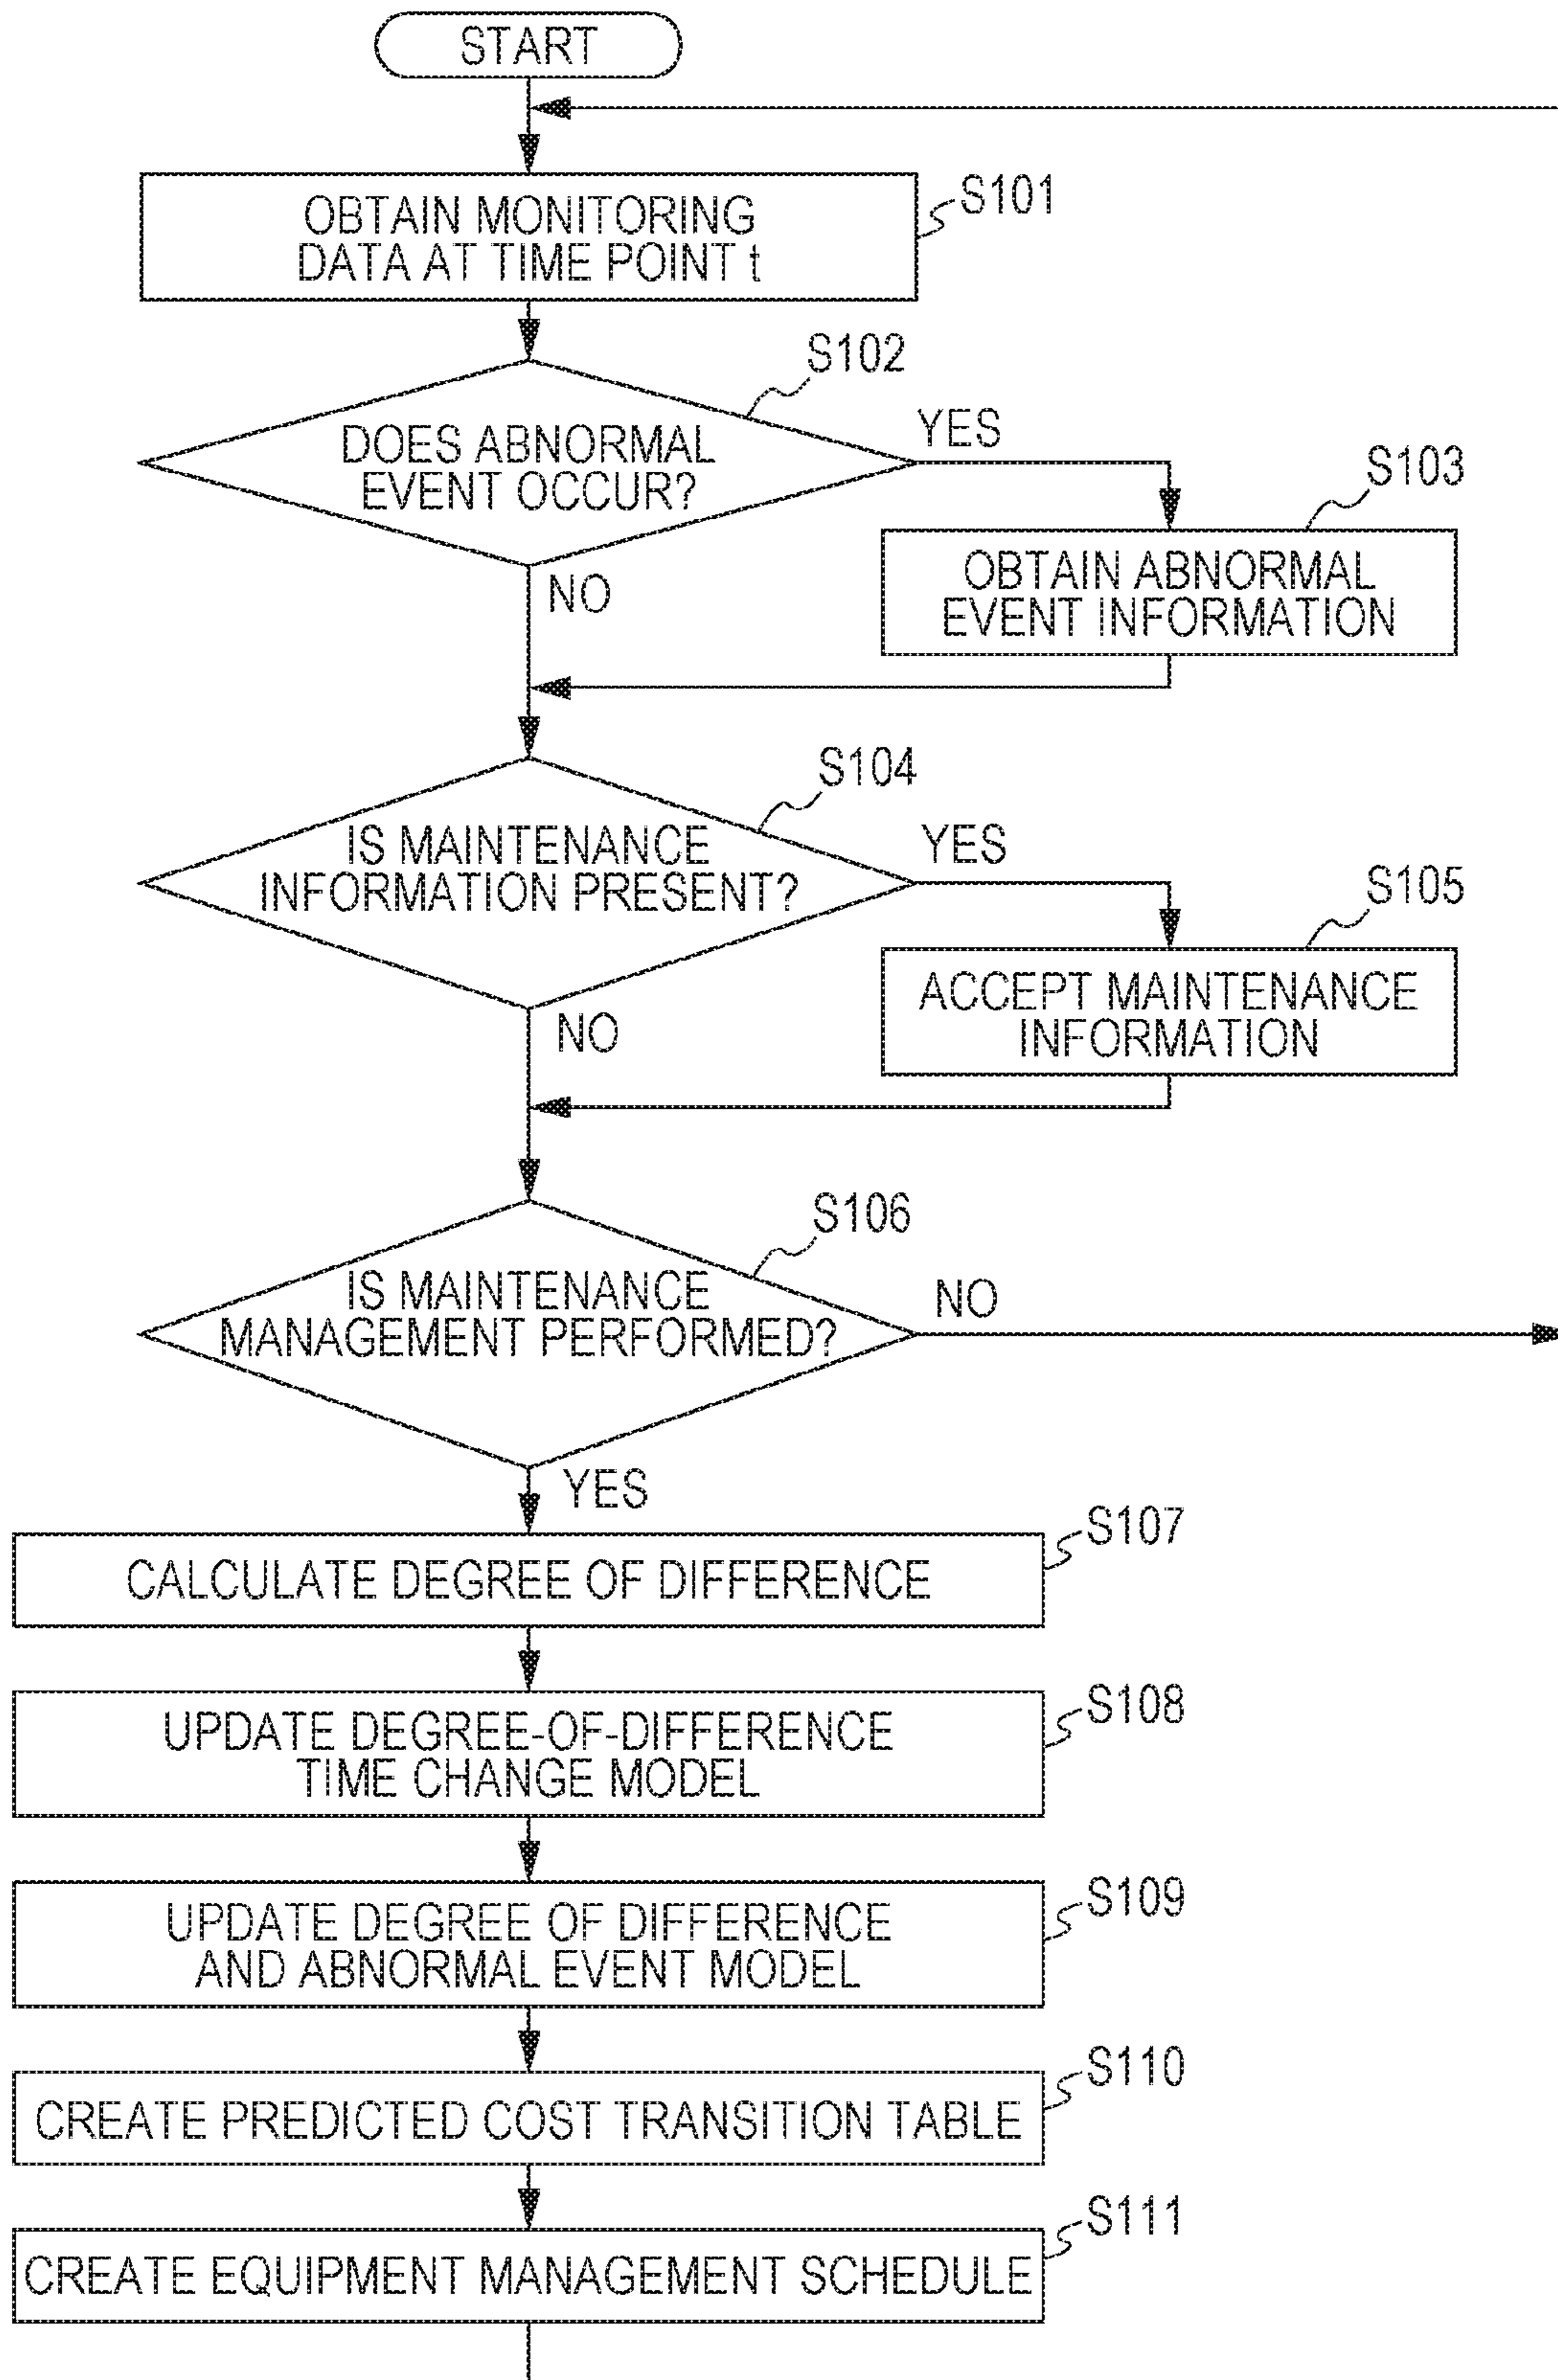 START
OBTAIN MONITORING
DATA AT TIME POINT t
S101
S102
DOES ABNORMAL
EVENT OCCUR?
YES
NO
S103
OBTAIN ABNORMAL
EVENT INFORMATION
S104
IS MAINTENANCE
INFORMATION PRESENT?
YES
NO
S105
ACCEPT MAINTENANCE
INFORMATION
S106
IS MAINTENANCE
MANAGEMENT PERFORMED?
NO
YES
S107
CALCULATE DEGREE OF DIFFERENCE
S108
UPDATE DEGREE-OF-DIFFERENCE
TIME CHANGE MODEL
S109
UPDATE DEGREE OF DIFFERENCE
AND ABNORMAL EVENT MODEL
S110
CREATE PREDICTED COST TRANSITION TABLE
S111
CREATE EQUIPMENT MANAGEMENT SCHEDULE